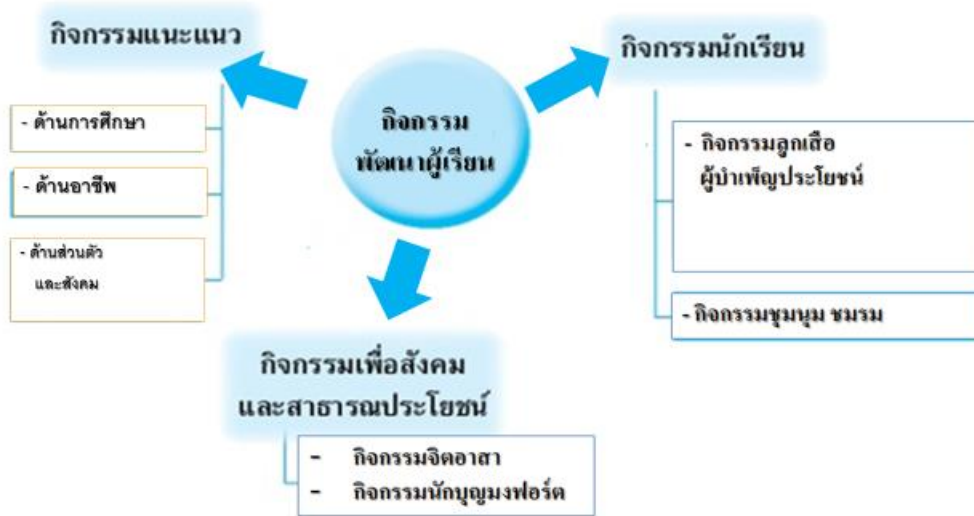 กิจกรรมแนะแนว
- ด้านการศึกษา
- ด้านอาชีพ
- ด้านส่วนตัว
และสังคม
กิจกรรม
พัฒนาผู้เรียน
กิจกรรมนักเรียน
- กิจกรรมลูกเสือ
ผู้บำเพ็ญประโยชน์
- กิจกรรมชุมนุม ชมรม
กิจกรรมเพื่อสังคม
และสาธารณประโยชน์
- กิจกรรมจิตอาสา
- กิจกรรมนักบุญมงฟอร์ต